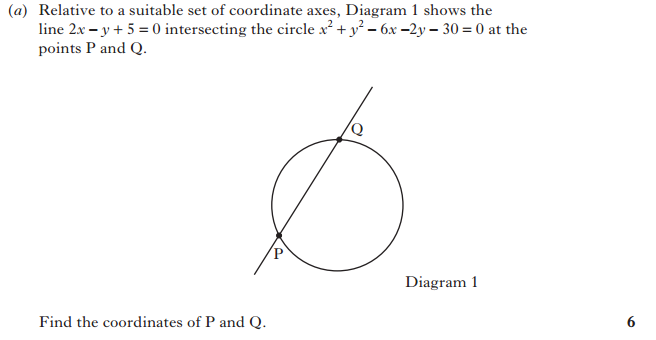 (a) Relative to a suitable set of coordinate axes, Diagram 1 shows the
line 2x – y + 5 = 0 intersecting the circle x² + y² – 6x –2y – 30 = 0 at the
points P and Q.
Q
P
Diagram 1
Find the coordinates of P and Q.
6